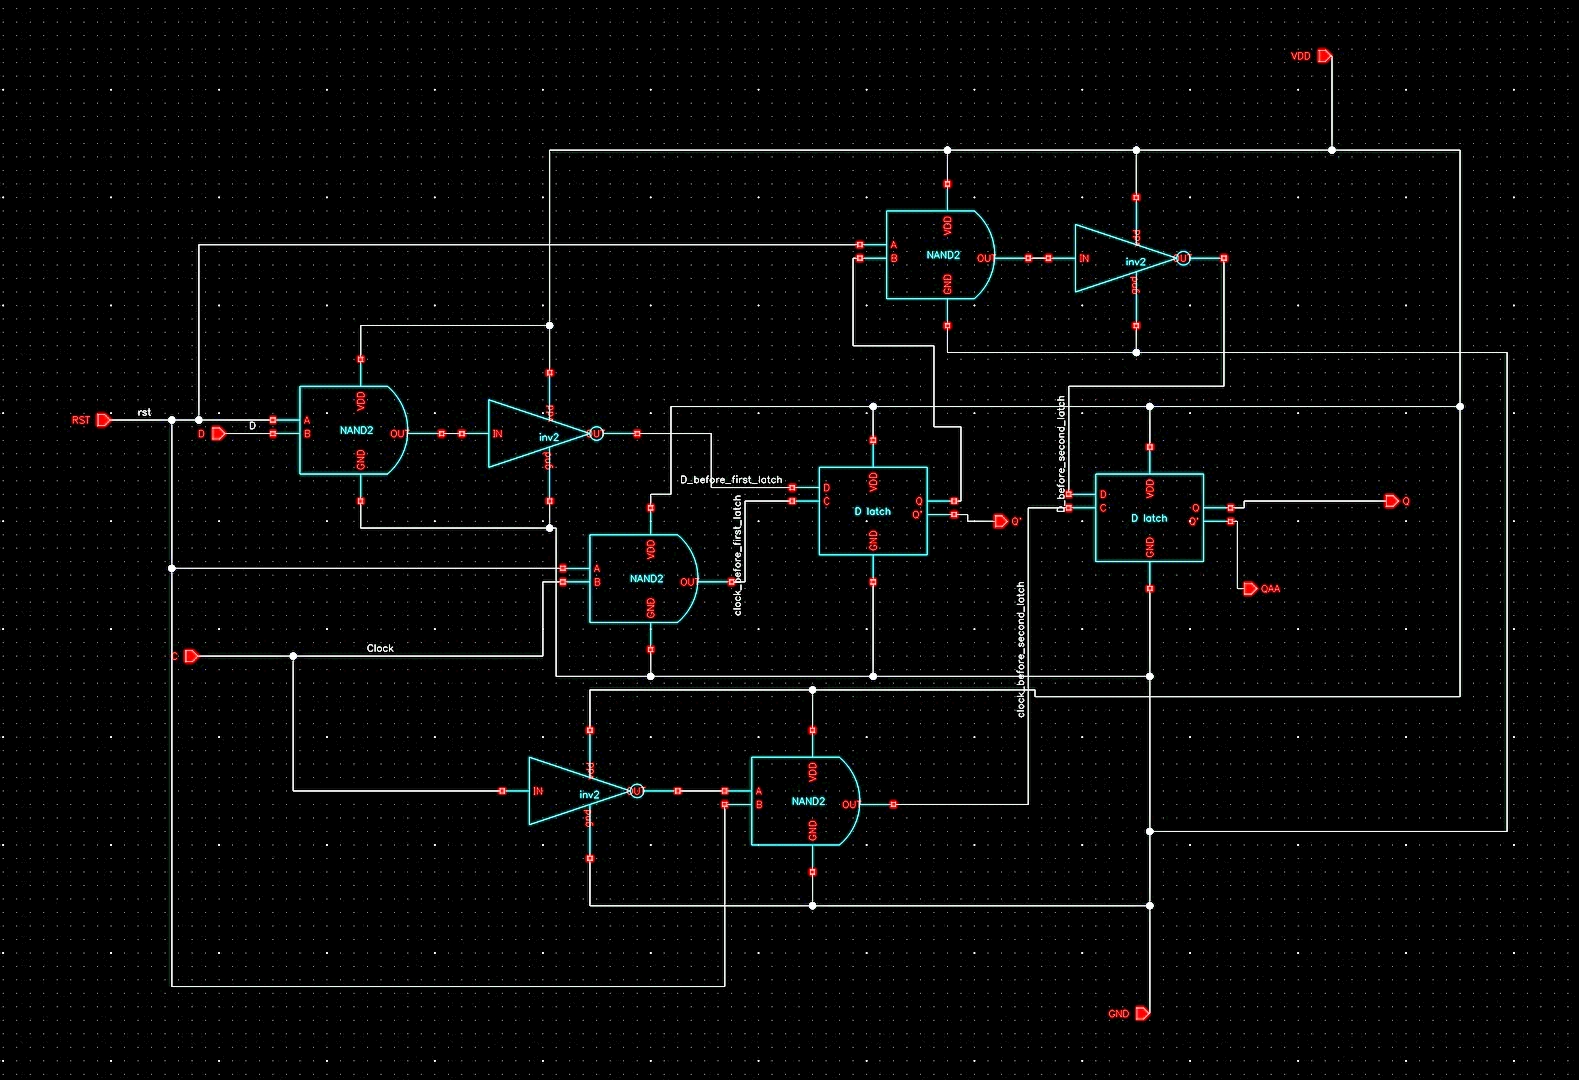 VDD
VDD
A
B
NAND2
OUT
GND
vdd
IN
inv2
OUT
gnd
RST
rst
D
D
A
B
VDD
NAND2
OUT
GND
vdd
IN
inv2
OUT
gnd
D_before_first_latch
clock_before_first_latch
D
C
VDD
D latch
GND
Q
Q'
Q'
D_before_second_latch
D
C
VDD
D latch
GND
Q
Q'
Q
QAA
A
B
VDD
NAND2
OUT
GND
C
Clock
clock_before_second_latch
vdd
IN
inv2
OUT
gnd
A
B
VDD
NAND2
OUT
GND
GND